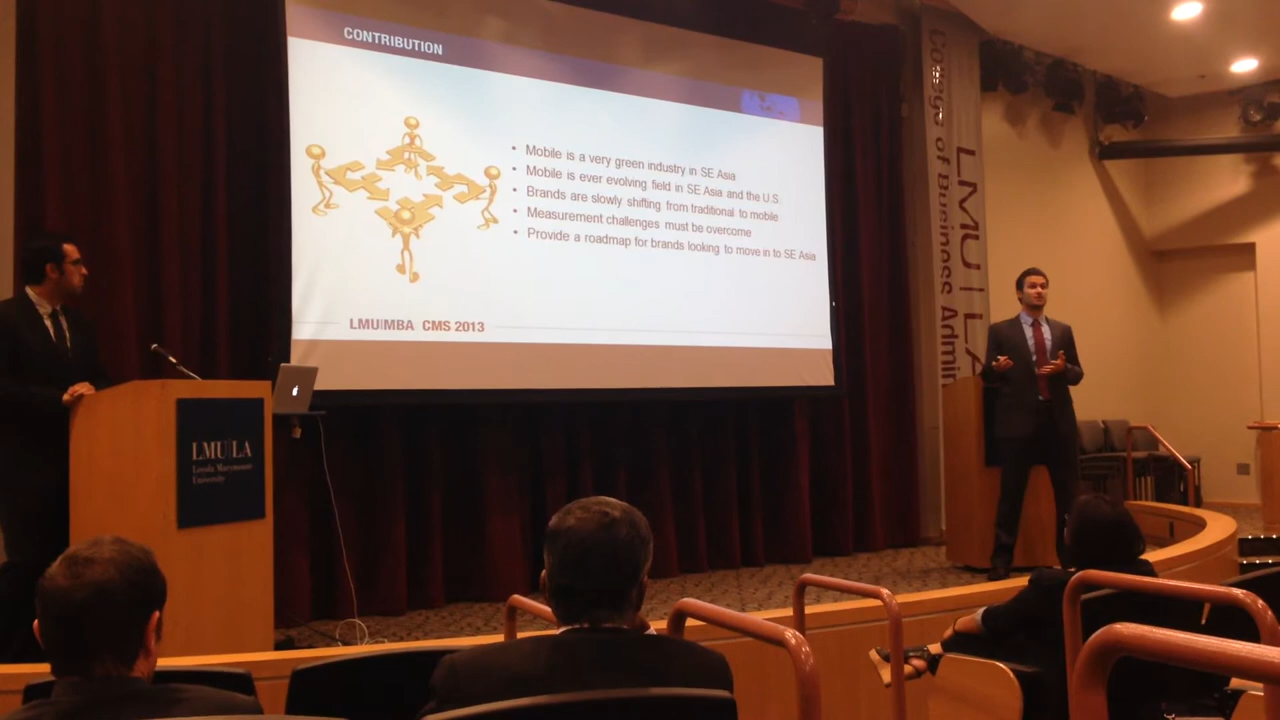 CONTRIBUTION
• Mobile is a very green industry in SE Asia
• Mobile is ever evolving field in SE Asia and the U.S.
• Brands are slowly shifting from traditional to mobile
• Measurement challenges must be overcome
• Provide a roadmap for brands looking to move in to SE Asia
LMU|MBA CMS 2013
LMU|LA
Loyola Marymount
University
LMU | LA
College of Business Admin